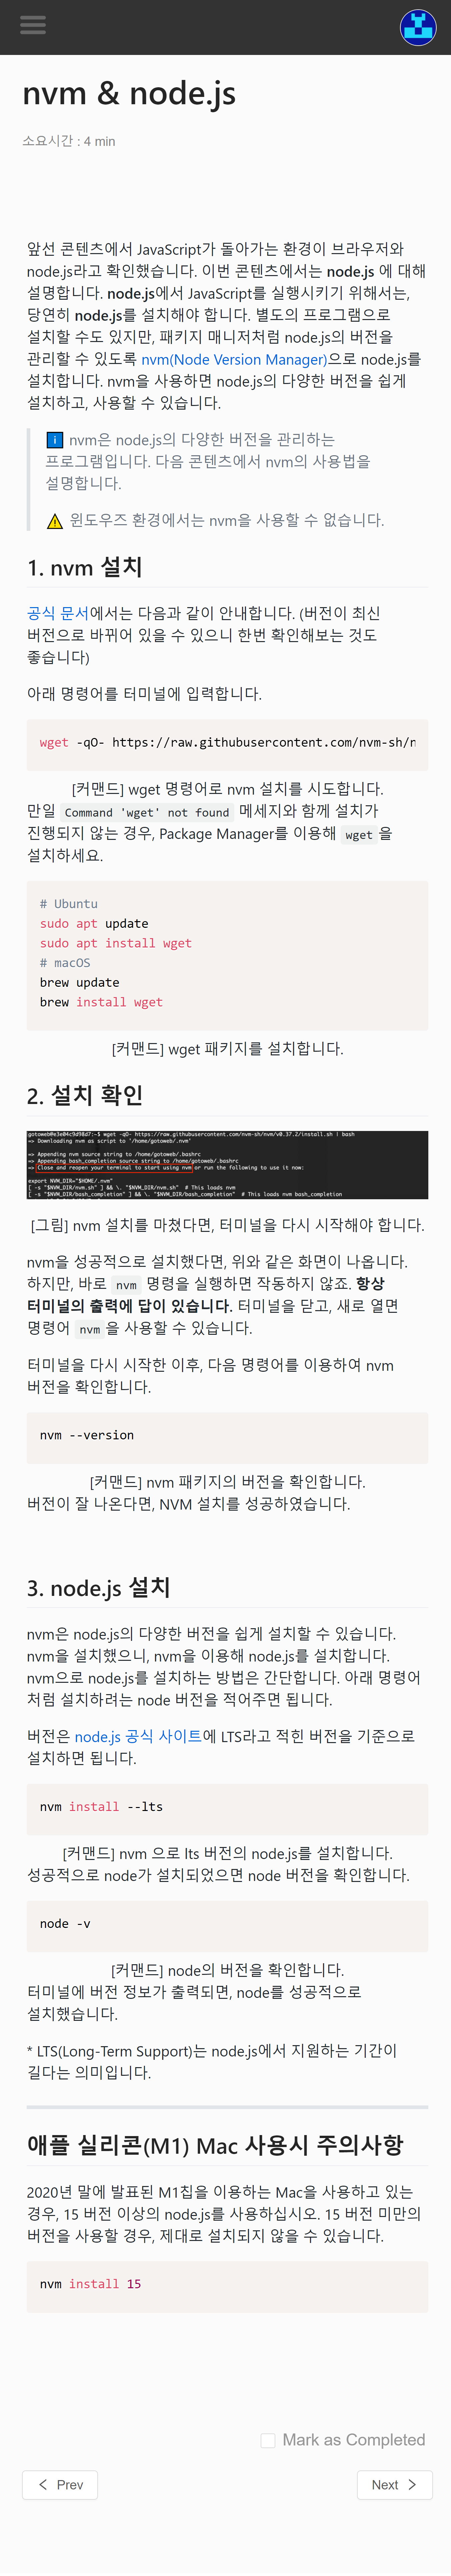 nvm & node.js
소요시간 : 4 min
앞선 콘텐츠에서 JavaScript가 돌아가는 환경이 브라우저와
node.js라고 확인했습니다. 이번 콘텐츠에서는 node.js 에 대해
설명합니다. node.js에서 JavaScript를 실행시키기 위해서는,
당연히 node.js를 설치해야 합니다. 별도의 프로그램으로
설치할 수도 있지만, 패키지 매니저처럼 node.js의 버전을
관리할 수 있도록 nvm(Node Version Manager)으로 node.js를
설치합니다. nvm을 사용하면 node.js의 다양한 버전을 쉽게
설치하고, 사용할 수 있습니다.
ℹ️ nvm은 node.js의 다양한 버전을 관리하는
프로그램입니다. 다음 콘텐츠에서 nvm의 사용법을
설명합니다.
⚠️ 윈도우즈 환경에서는 nvm을 사용할 수 없습니다.
1. nvm 설치
공식 문서에서는 다음과 같이 안내합니다. (버전이 최신
버전으로 바뀌어 있을 수 있으니 한번 확인해보는 것도
좋습니다)
아래 명령어를 터미널에 입력합니다.
wget -qO- https://raw.githubusercontent.com/nvm-sh/n
[커맨드] wget 명령어로 nvm 설치를 시도합니다.
만일 Command 'wget' not found 메세지와 함께 설치가
진행되지 않는 경우, Package Manager를 이용해 wget 을
설치하세요.
# Ubuntu
sudo apt update
sudo apt install wget
# macOS
brew update
brew install wget
[커맨드] wget 패키지를 설치합니다.
2. 설치 확인
gotoweb@e3e04c9d98d7:~$ wget -qO- https://raw.githubusercontent.com/nvm-sh/nvm/v0.37.2/install.sh | bash
=> Downloading nvm as script to '/home/gotoweb/.nvm'
=> Appending nvm source string to /home/gotoweb/.bashrc
=> Appending bash_completion source string to /home/gotoweb/.bashrc
=> Close and reopen your terminal to start using nvm or run the following to use it now:
export NVM_DIR="$HOME/.nvm"
[ -s "$NVM_DIR/nvm.sh" ] && \. "$NVM_DIR/nvm.sh"  # This loads nvm
[ -s "$NVM_DIR/bash_completion" ] && \. "$NVM_DIR/bash_completion"  # This loads nvm bash_completion
[그림] nvm 설치를 마쳤다면, 터미널을 다시 시작해야 합니다.
nvm을 성공적으로 설치했다면, 위와 같은 화면이 나옵니다.
하지만, 바로 nvm 명령을 실행하면 작동하지 않죠. 항상
터미널의 출력에 답이 있습니다. 터미널을 닫고, 새로 열면
명령어 nvm 을 사용할 수 있습니다.
터미널을 다시 시작한 이후, 다음 명령어를 이용하여 nvm
버전을 확인합니다.
nvm --version
[커맨드] nvm 패키지의 버전을 확인합니다.
버전이 잘 나온다면, NVM 설치를 성공하였습니다.
3. node.js 설치
nvm은 node.js의 다양한 버전을 쉽게 설치할 수 있습니다.
nvm을 설치했으니, nvm을 이용해 node.js를 설치합니다.
nvm으로 node.js를 설치하는 방법은 간단합니다. 아래 명령어
처럼 설치하려는 node 버전을 적어주면 됩니다.
버전은 node.js 공식 사이트에 LTS라고 적힌 버전을 기준으로
설치하면 됩니다.
nvm install --lts
[커맨드] nvm 으로 lts 버전의 node.js를 설치합니다.
성공적으로 node가 설치되었으면 node 버전을 확인합니다.
node -v
[커맨드] node의 버전을 확인합니다.
터미널에 버전 정보가 출력되면, node를 성공적으로
설치했습니다.
* LTS(Long-Term Support)는 node.js에서 지원하는 기간이
길다는 의미입니다.
애플 실리콘(M1) Mac 사용시 주의사항
2020년 말에 발표된 M1칩을 이용하는 Mac을 사용하고 있는
경우, 15 버전 이상의 node.js를 사용하십시오. 15 버전 미만의
버전을 사용할 경우, 제대로 설치되지 않을 수 있습니다.
nvm install 15
Mark as Completed
Prev
Next